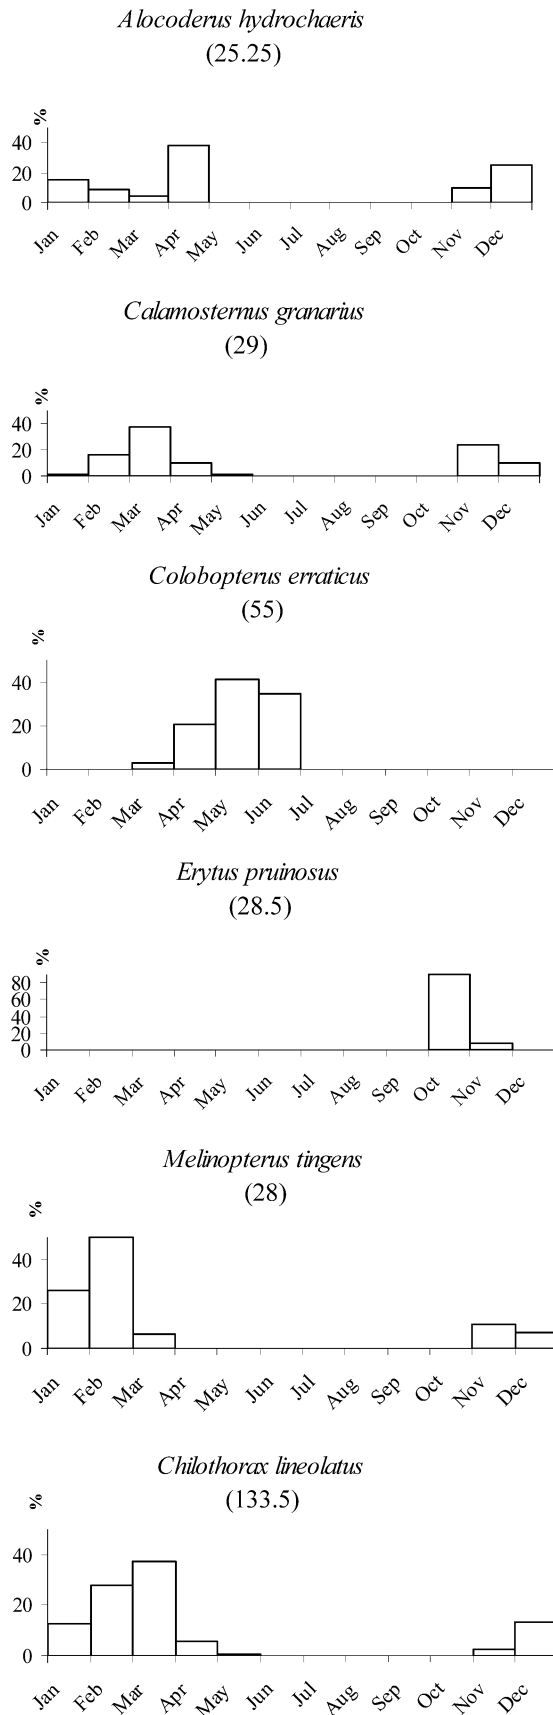 Alocoderus hydrochaeris
(25.25)
%
40
20
0
Jan Feb Mar Apr May Jun Jul Aug Sep Oct Nov Dec
Calamosternus granarius
(29)
%
40
20
0
Jan Feb Mar Apr May Jun Jul Aug Sep Oct Nov Dec
Colobopterus erraticus
(55)
%
40
20
0
Jan Feb Mar Apr May Jun Jul Aug Sep Oct Nov Dec
Erytus pruinosus
(28.5)
%
80
60
40
20
0
Jan Feb Mar Apr May Jun Jul Aug Sep Oct Nov Dec
Melinopterus tingens
(28)
%
40
20
0
Jan Feb Mar Apr May Jun Jul Aug Sep Oct Nov Dec
Chilothorax lineolatus
(133.5)
%
40
20
0
Jan Feb Mar Apr May Jun Jul Aug Sep Oct Nov Dec